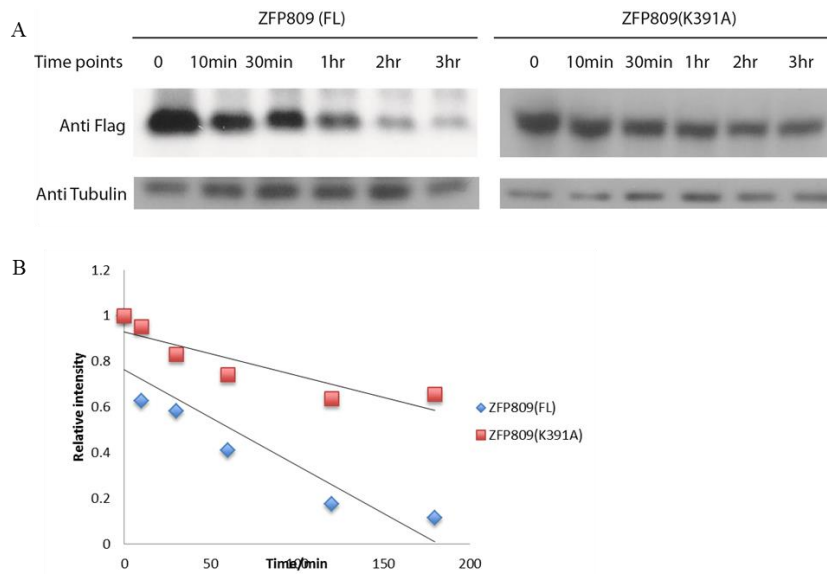 A
ZFP809 (FL) ZFP809(K391A)
Time points 0 10min 30min 1hr 2hr 3hr 0 10min 30min 1hr 2hr 3hr
Anti Flag
Anti Tubulin
B
1.2
1
0.8
0.6
0.4
0.2
0
Relative intensity
0 50 100 150 200
Time/min
ZFP809(FL)
ZFP809(K391A)